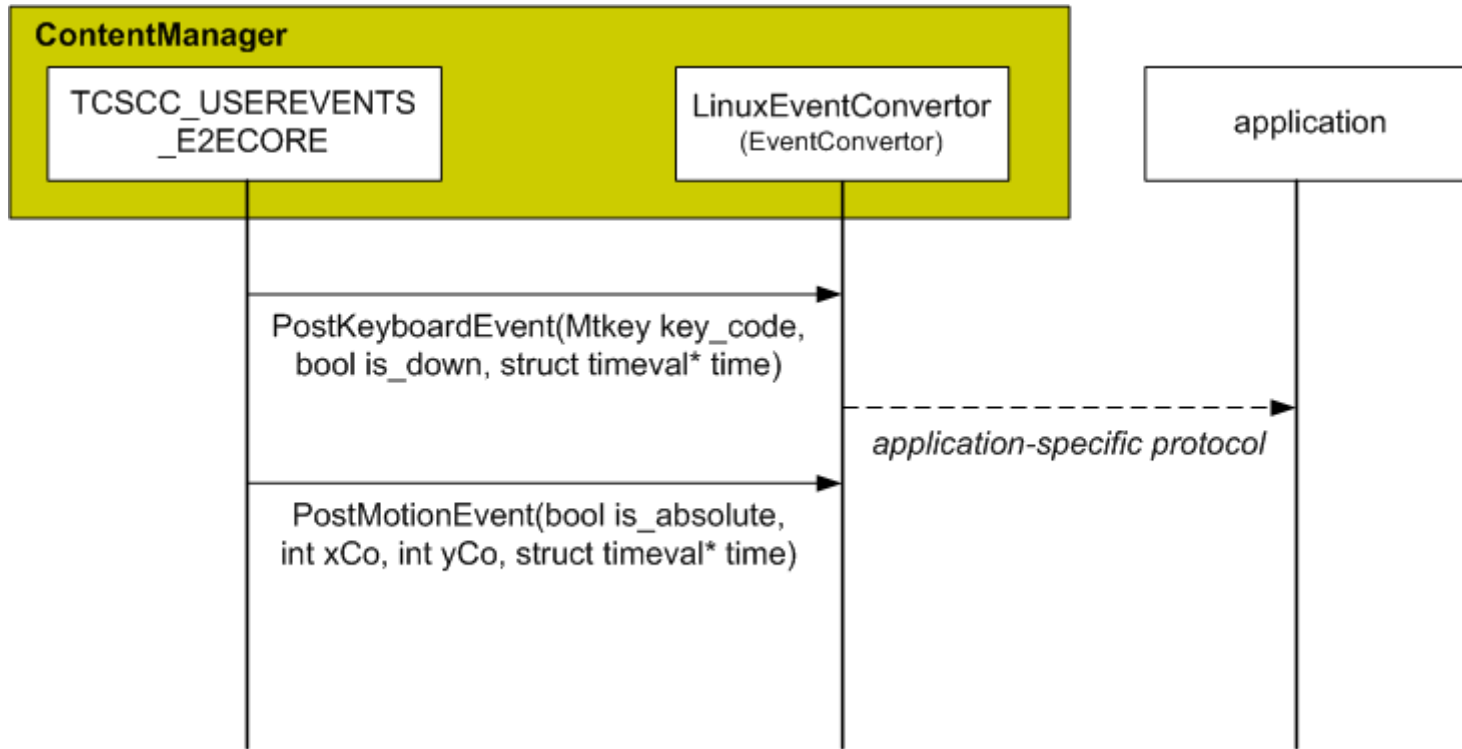 ContentManager
TCSCC_USEREVENTS
_E2ECORE
LinuxEventConvertor
(EventConvertor)
application
PostKeyboardEvent(Mtkey key_code,
bool is_down, struct timeval* time)
application-specific protocol
PostMotionEvent(bool is_absolute,
int xCo, int yCo, struct timeval* time)